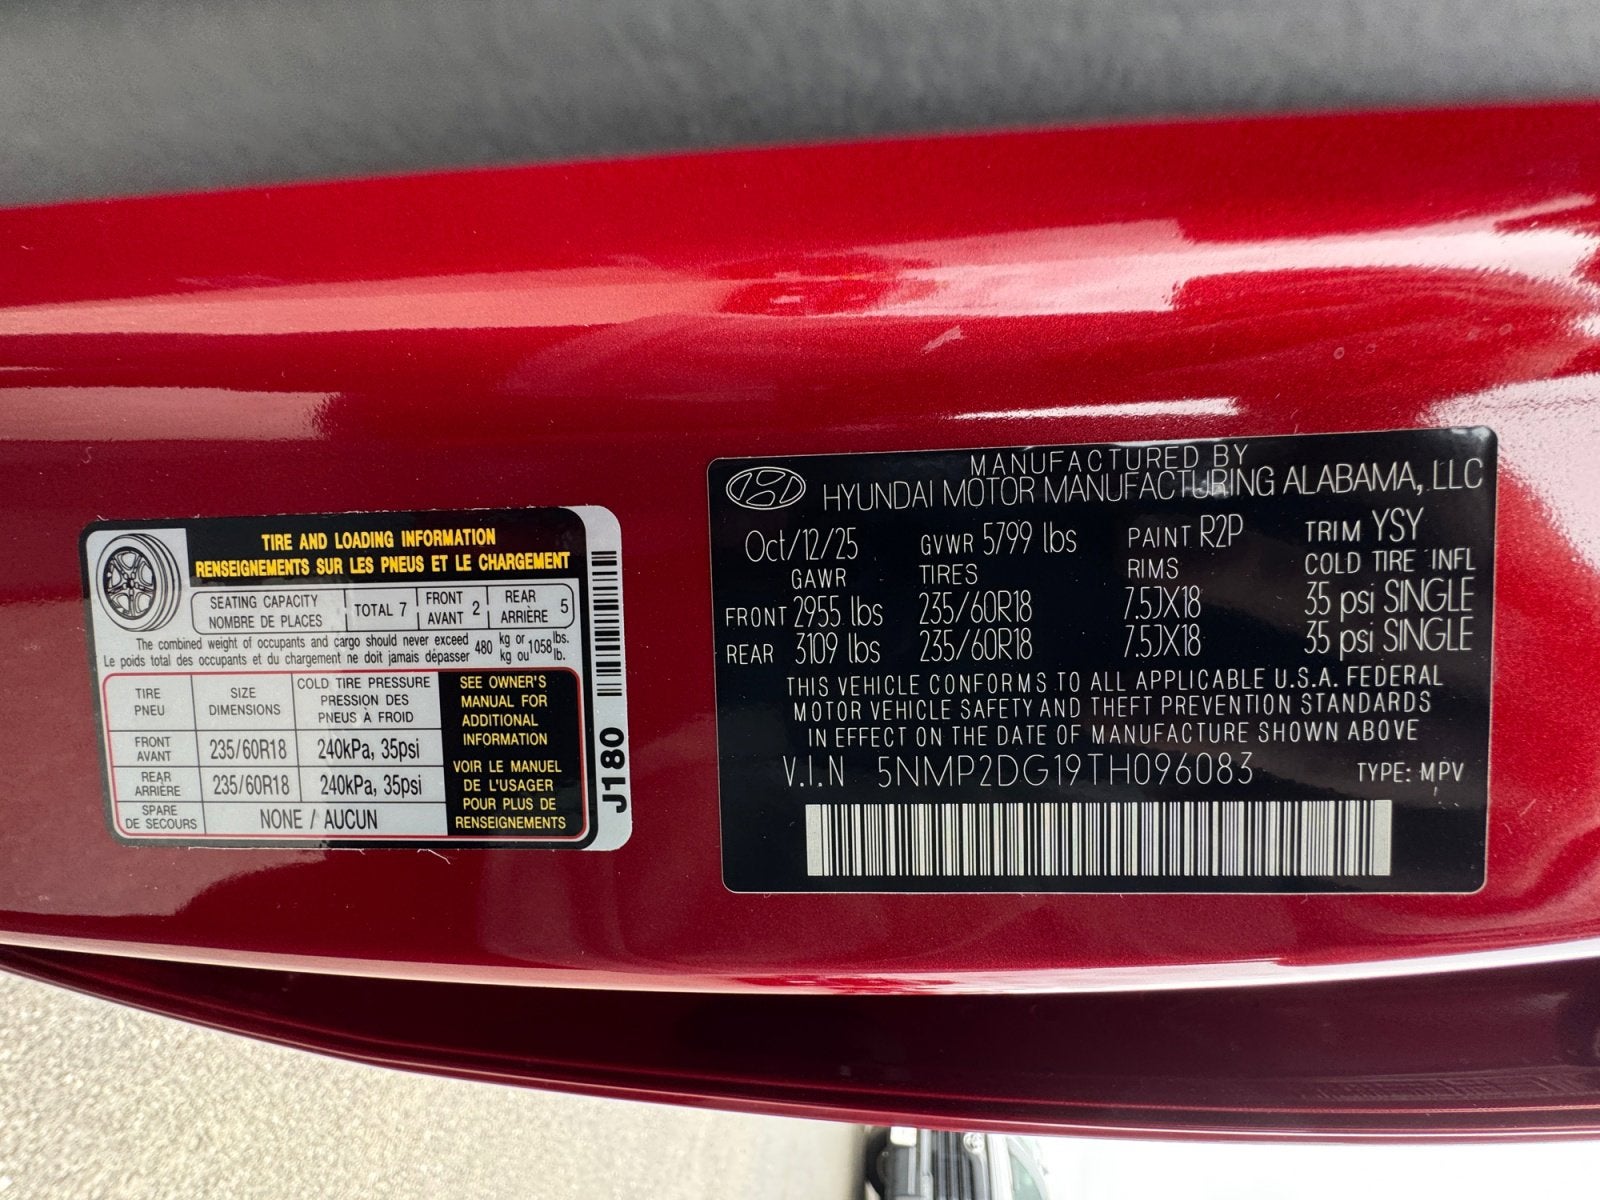 TIRE AND LOADING INFORMATION
RENSEIGNEMENTS SUR LES PNEUS ET LE CHARGEMENT
SEATING CAPACITY TOTAL 7 FRONT 2 REAR 5
NOMBRE DE PLACES AVANT ARRIÈRE
The combined weight of occupants and cargo should never exceed 480 kg or 1058 lbs.
Le poids total des occupants et du chargement ne doit jamais dépasser kg ou lb.
TIRE SIZE COLD TIRE PRESSURE
PNEU DIMENSIONS PRESSION DES
PNEUS À FROID
FRONT 235/60R18 240kPa, 35psi
AVANT
REAR 235/60R18 240kPa, 35psi
ARRIÈRE
SPARE NONE / AUCUN
DE SECOURS
SEE OWNER'S
MANUAL FOR
ADDITIONAL
INFORMATION
VOIR LE MANUEL
DE L'USAGER
POUR PLUS DE
RENSEIGNEMENTS
J180
MANUFACTURED BY
HYUNDAI MOTOR MANUFACTURING ALABAMA, LLC
Oct/12/25 GVWR 5799 lbs PAINT R2P TRIM YSY
GAWR TIRES RIMS COLD TIRE INFL
FRONT 2955 lbs 235/60R18 7.5JX18 35 psi SINGLE
REAR 3109 lbs 235/60R18 7.5JX18 35 psi SINGLE
THIS VEHICLE CONFORMS TO ALL APPLICABLE U.S.A. FEDERAL
MOTOR VEHICLE SAFETY AND THEFT PREVENTION STANDARDS
IN EFFECT ON THE DATE OF MANUFACTURE SHOWN ABOVE
V.I.N 5NMP2DG19TH096083 TYPE: MPV